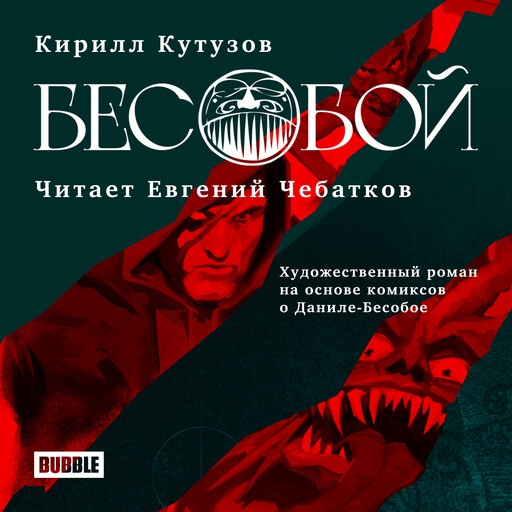 Кирилл Кутузов
БЕСОБОЙ
Читает Евгений Чебатков
Художественный роман
на основе комиксов
о Даниле-Бесобое
BUBBLE